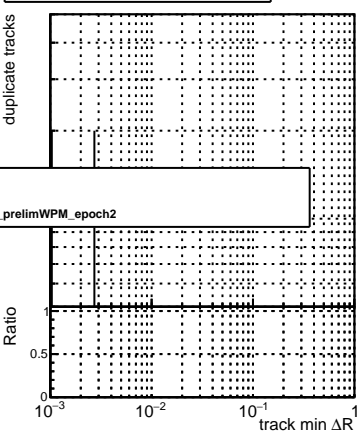 duplicate tracks
_prelimWPM_epoch2
Ratio
1
0.5
0
10⁻³ 10⁻² 10⁻¹ 1
track min ΔR